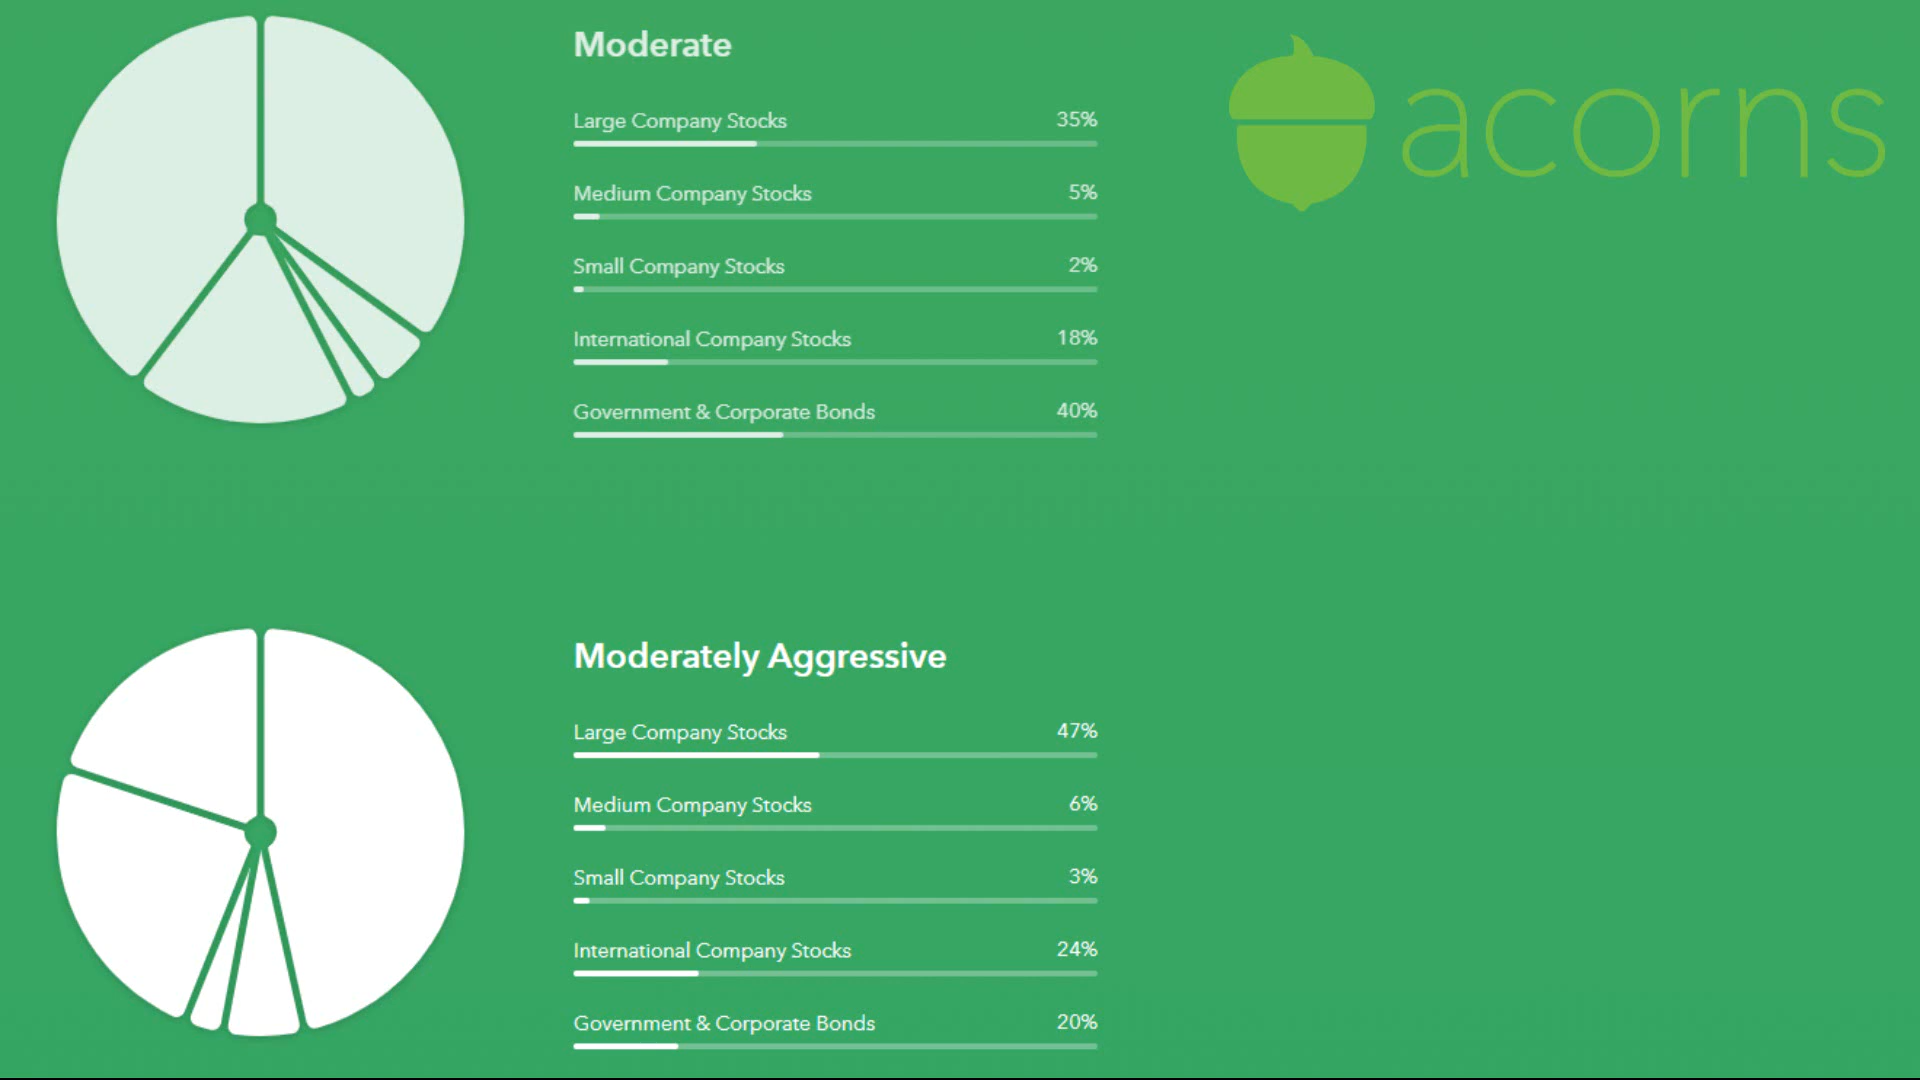 Moderate
acorns
Large Company Stocks 35%
Medium Company Stocks 5%
Small Company Stocks 2%
International Company Stocks 18%
Government & Corporate Bonds 40%
Moderately Aggressive
Large Company Stocks 47%
Medium Company Stocks 6%
Small Company Stocks 3%
International Company Stocks 24%
Government & Corporate Bonds 20%